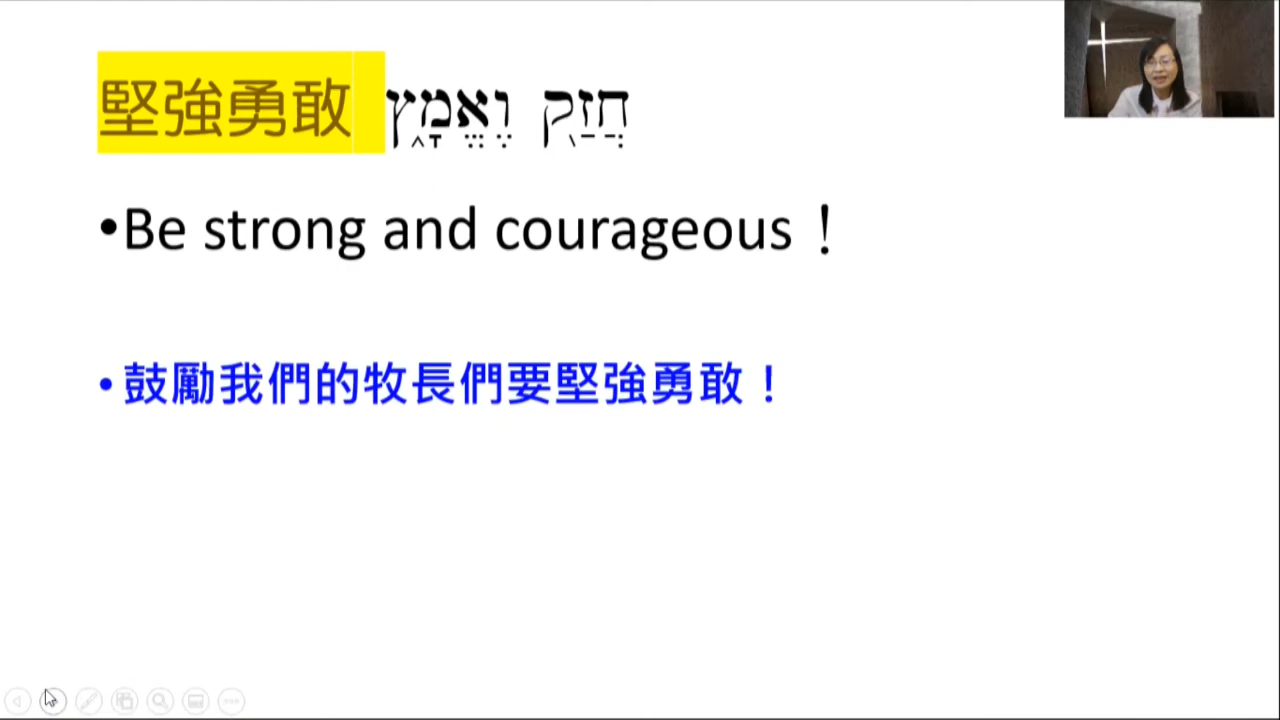 堅強勇敢 חֲזַ֖ק וֶאֱמָ֑ץ
•Be strong and courageous！
•鼓勵我們的牧長們要堅強勇敢！